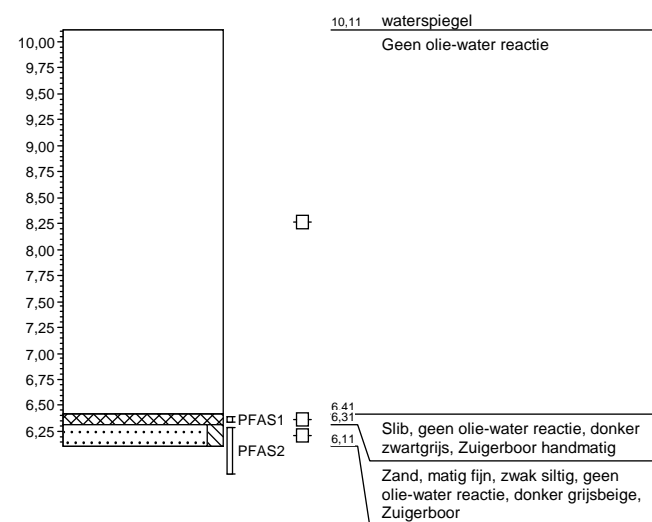 10,11 waterspiegel
Geen olie-water reactie
10,00
9,75
9,50
9,25
9,00
8,75
8,50
8,25
8,00
7,75
7,50
7,25
7,00
6,75
6,50
6,25
PFAS1
PFAS2
6,41
6,31
Slib, geen olie-water reactie, donker
zwartgrijs, Zuigerboor handmatig
6,11
Zand, matig fijn, zwak siltig, geen
olie-water reactie, donker grijsbeige,
Zuigerboor